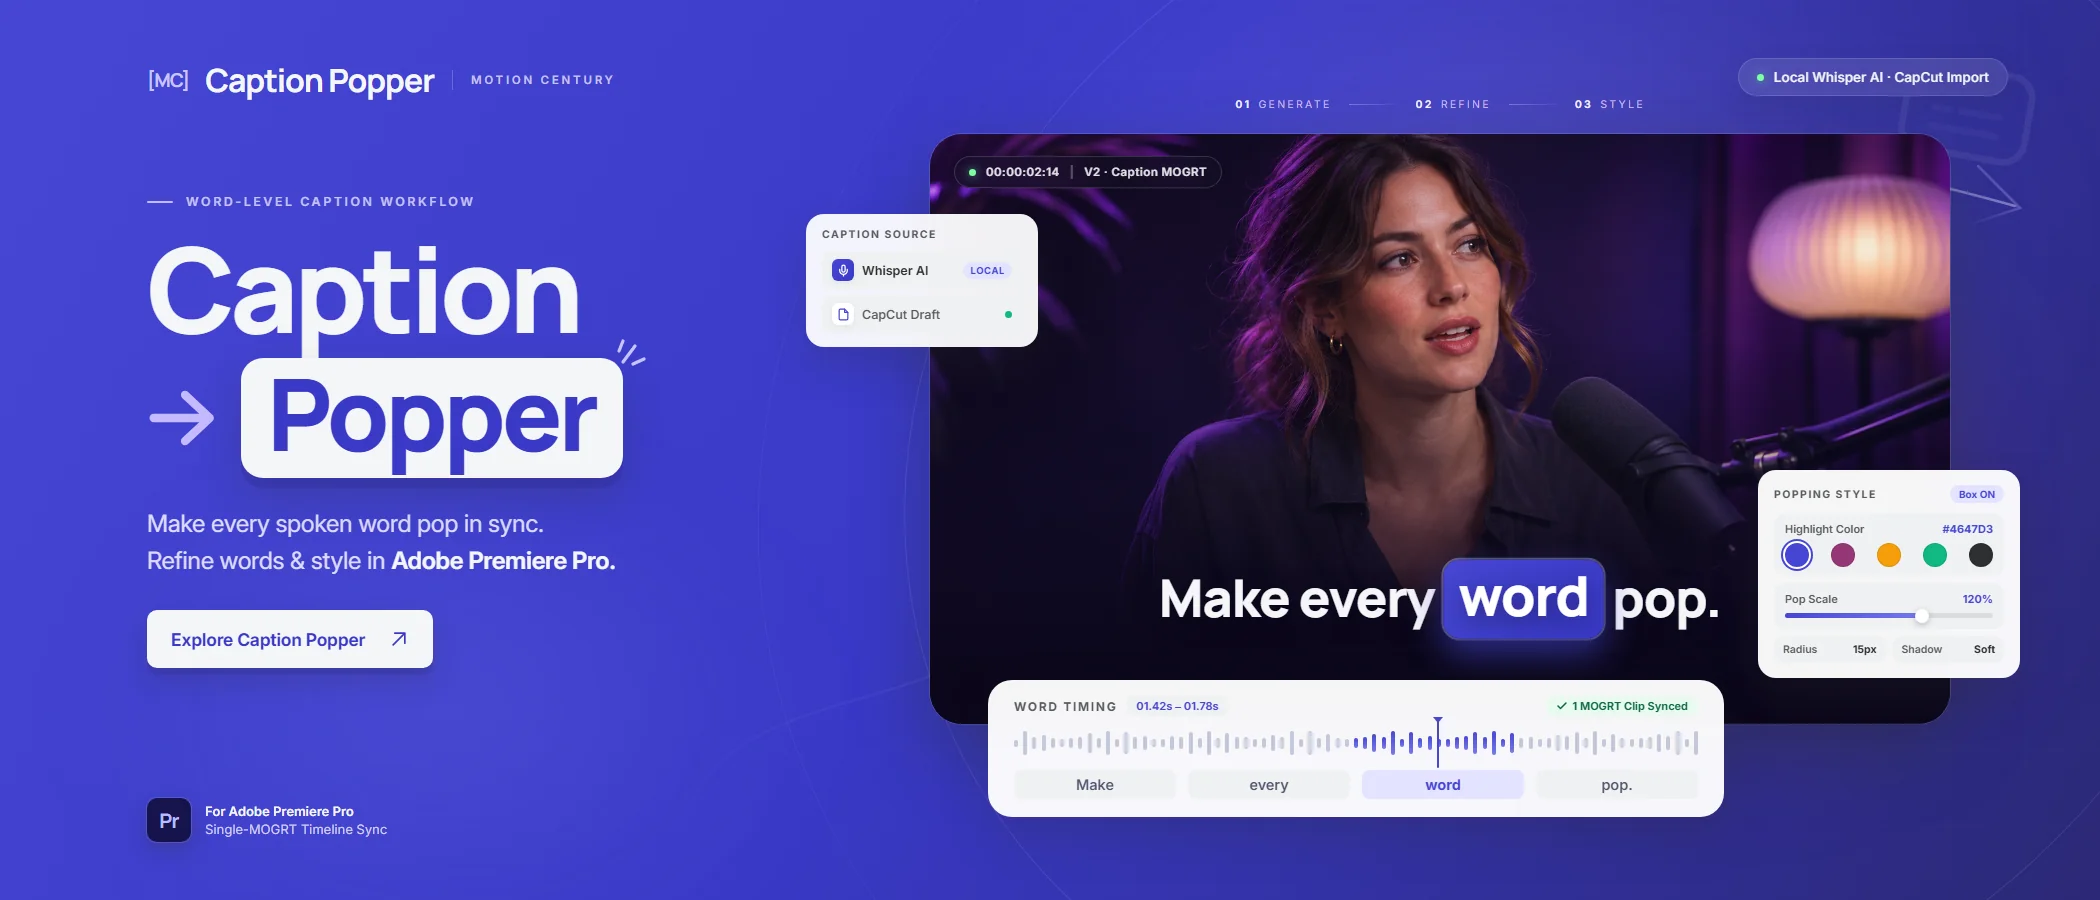 [MC] Caption Popper | MOTION CENTURY
WORD-LEVEL CAPTION WORKFLOW
Caption
→ Popper
Make every spoken word pop in sync.
Refine words & style in Adobe Premiere Pro.
Explore Caption Popper
Pr
For Adobe Premiere Pro
Single-MOGRT Timeline Sync
Local Whisper AI · CapCut Import
01 GENERATE 02 REFINE 03 STYLE
00:00:02:14 | V2 · Caption MOGRT
CAPTION SOURCE
Whisper AI LOCAL
CapCut Draft
Make every word pop.
POPPING STYLE Box ON
Highlight Color #4647D3
Pop Scale 120%
Radius 15px Shadow Soft
WORD TIMING 01.42s – 01.78s ✓ 1 MOGRT Clip Synced
Make every word pop.